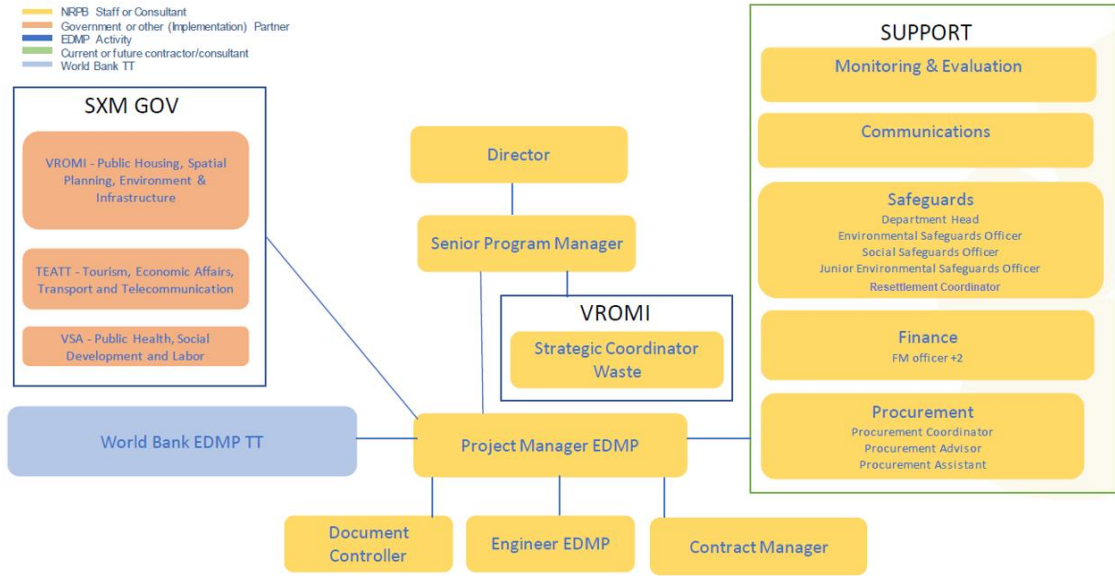 NRPB Staff or Consultant
Government or other (Implementation) Partner
EDMP Activity
Current or future contractor/consultant
World Bank TT
SXM GOV
VROMI - Public Housing, Spatial
Planning, Environment &
Infrastructure
TEATT - Tourism, Economic Affairs,
Transport and Telecommunication
VSA - Public Health, Social
Development and Labor
World Bank EDMP TT
Director
Senior Program Manager
VROMI
Strategic Coordinator
Waste
Project Manager EDMP
Document
Controller
Engineer EDMP
Contract Manager
SUPPORT
Monitoring & Evaluation
Communications
Safeguards
Department Head
Environmental Safeguards Officer
Social Safeguards Officer
Junior Environmental Safeguards Officer
Resettlement Coordinator
Finance
FM officer +2
Procurement
Procurement Coordinator
Procurement Advisor
Procurement Assistant